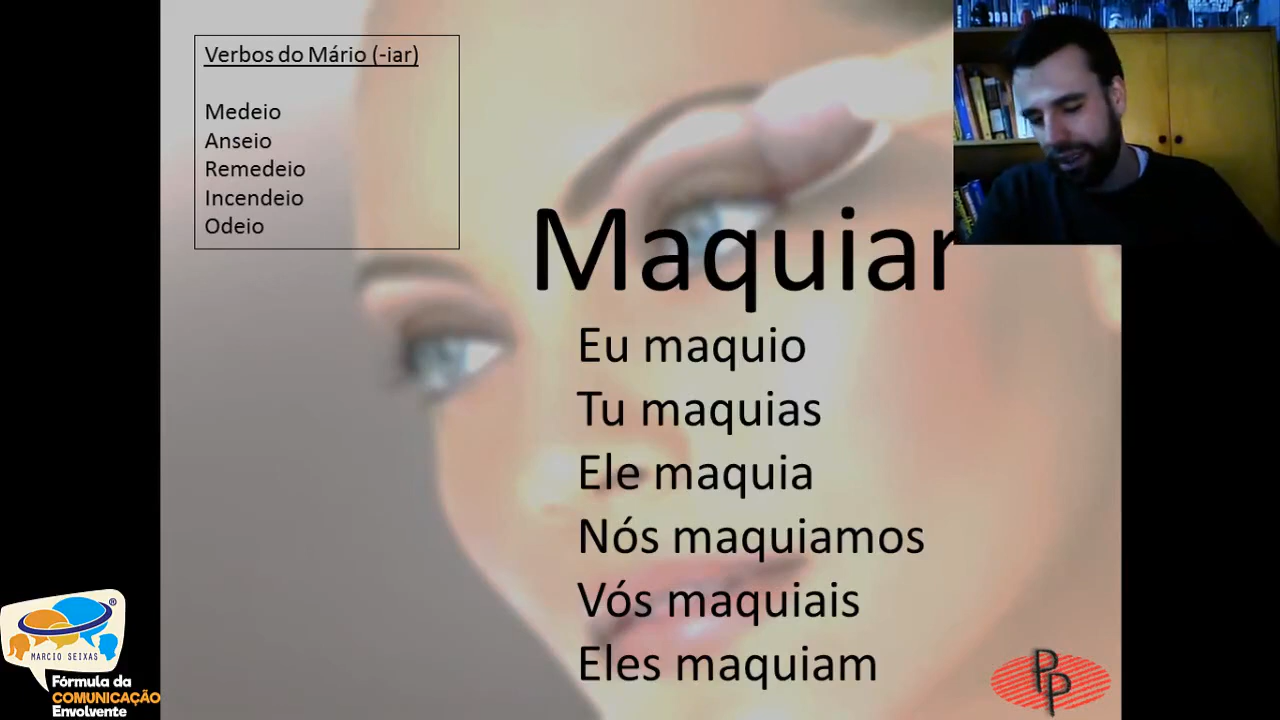 Verbos do Mário (-iar)
Medeio
Anseio
Remedeio
Incendeio
Odeio
Maquiar
Eu maquio
Tu maquias
Ele maquia
Nós maquiamos
Vós maquiais
Eles maquiam
®
MARCIO SEIXAS
Fórmula da
COMUNICAÇÃO
Envolvente
PP